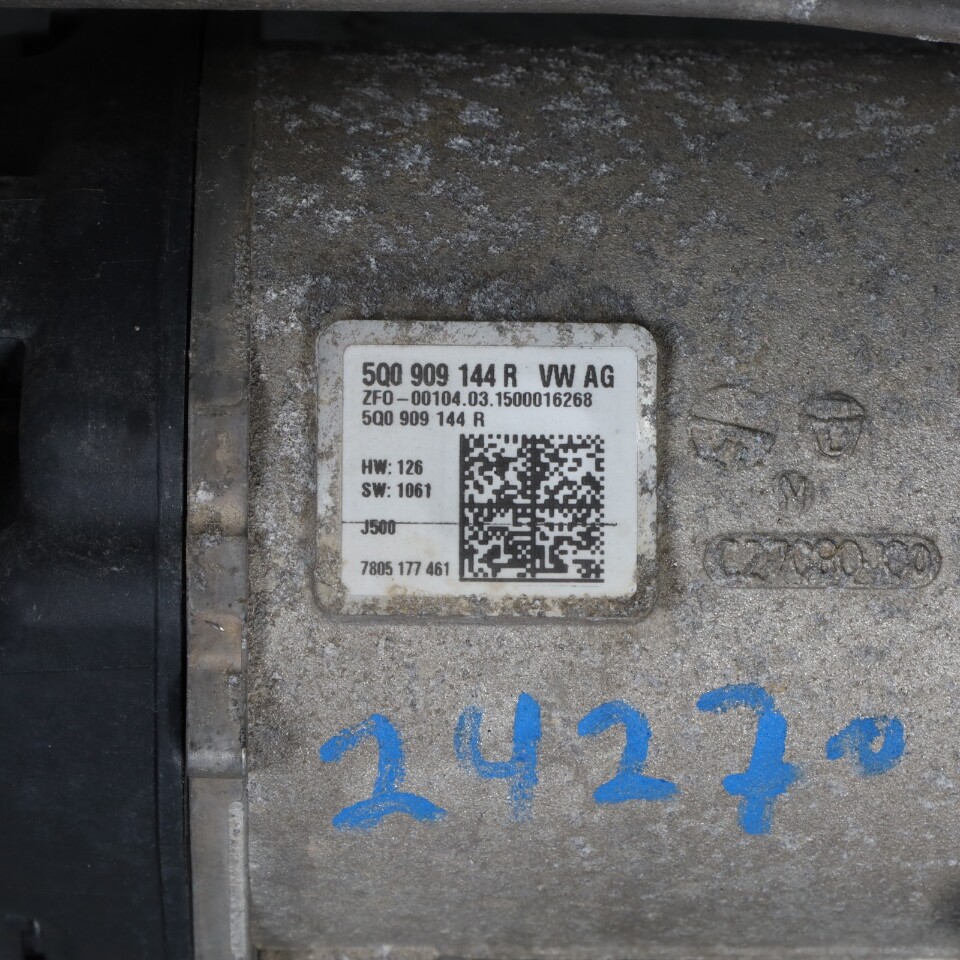 5Q0 909 144 R VW AG
ZFO-00104.03.1500016268
5Q0 909 144 R
HW: 126
SW: 1061
J500
7805 177 461
M
24270